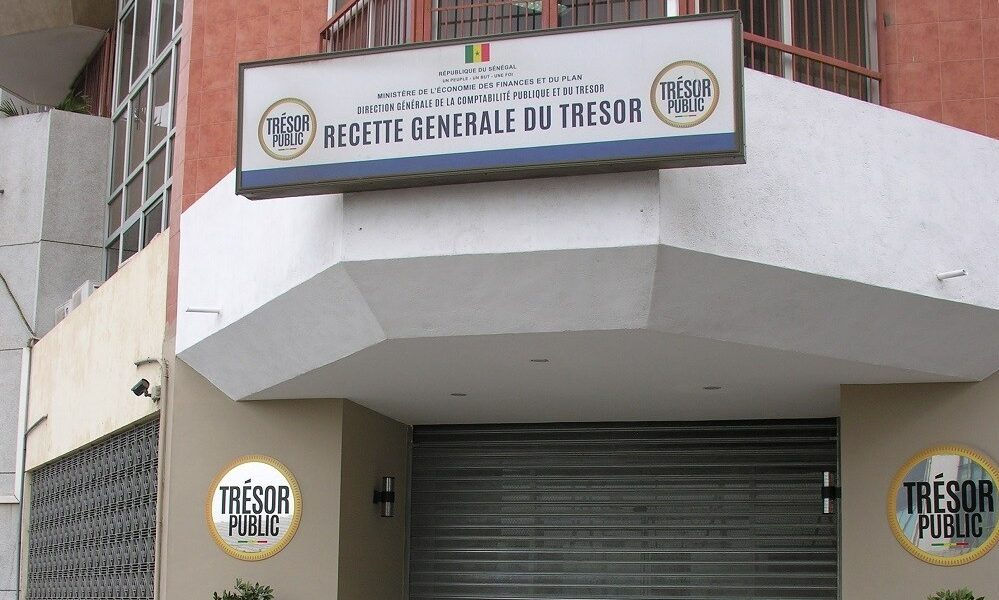 RÉPUBLIQUE DU SÉNÉGAL
UN PEUPLE - UN BUT - UNE FOI
MINISTÈRE DE L'ÉCONOMIE DES FINANCES ET DU PLAN
DIRECTION GÉNÉRALE DE LA COMPTABILITÉ PUBLIQUE ET DU TRESOR
RECETTE GENERALE DU TRESOR
TRÉSOR
PUBLIC
TRÉSOR
PUBLIC
TRÉSOR
PUBLIC
TRÉSOR
PUBLIC